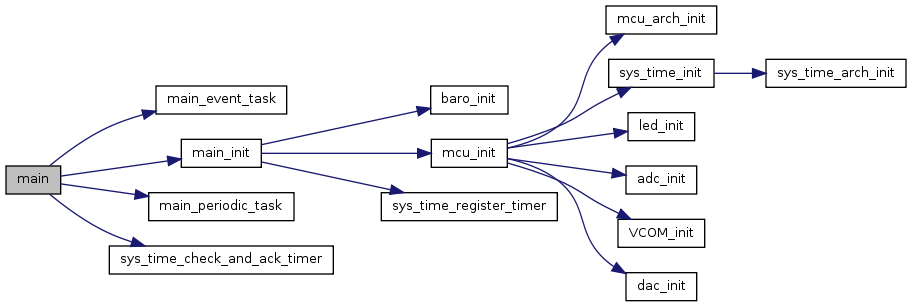 main
main_event_task
main_init
main_periodic_task
sys_time_check_and_ack_timer
baro_init
mcu_init
sys_time_register_timer
mcu_arch_init
sys_time_init
led_init
adc_init
VCOM_init
dac_init
sys_time_arch_init